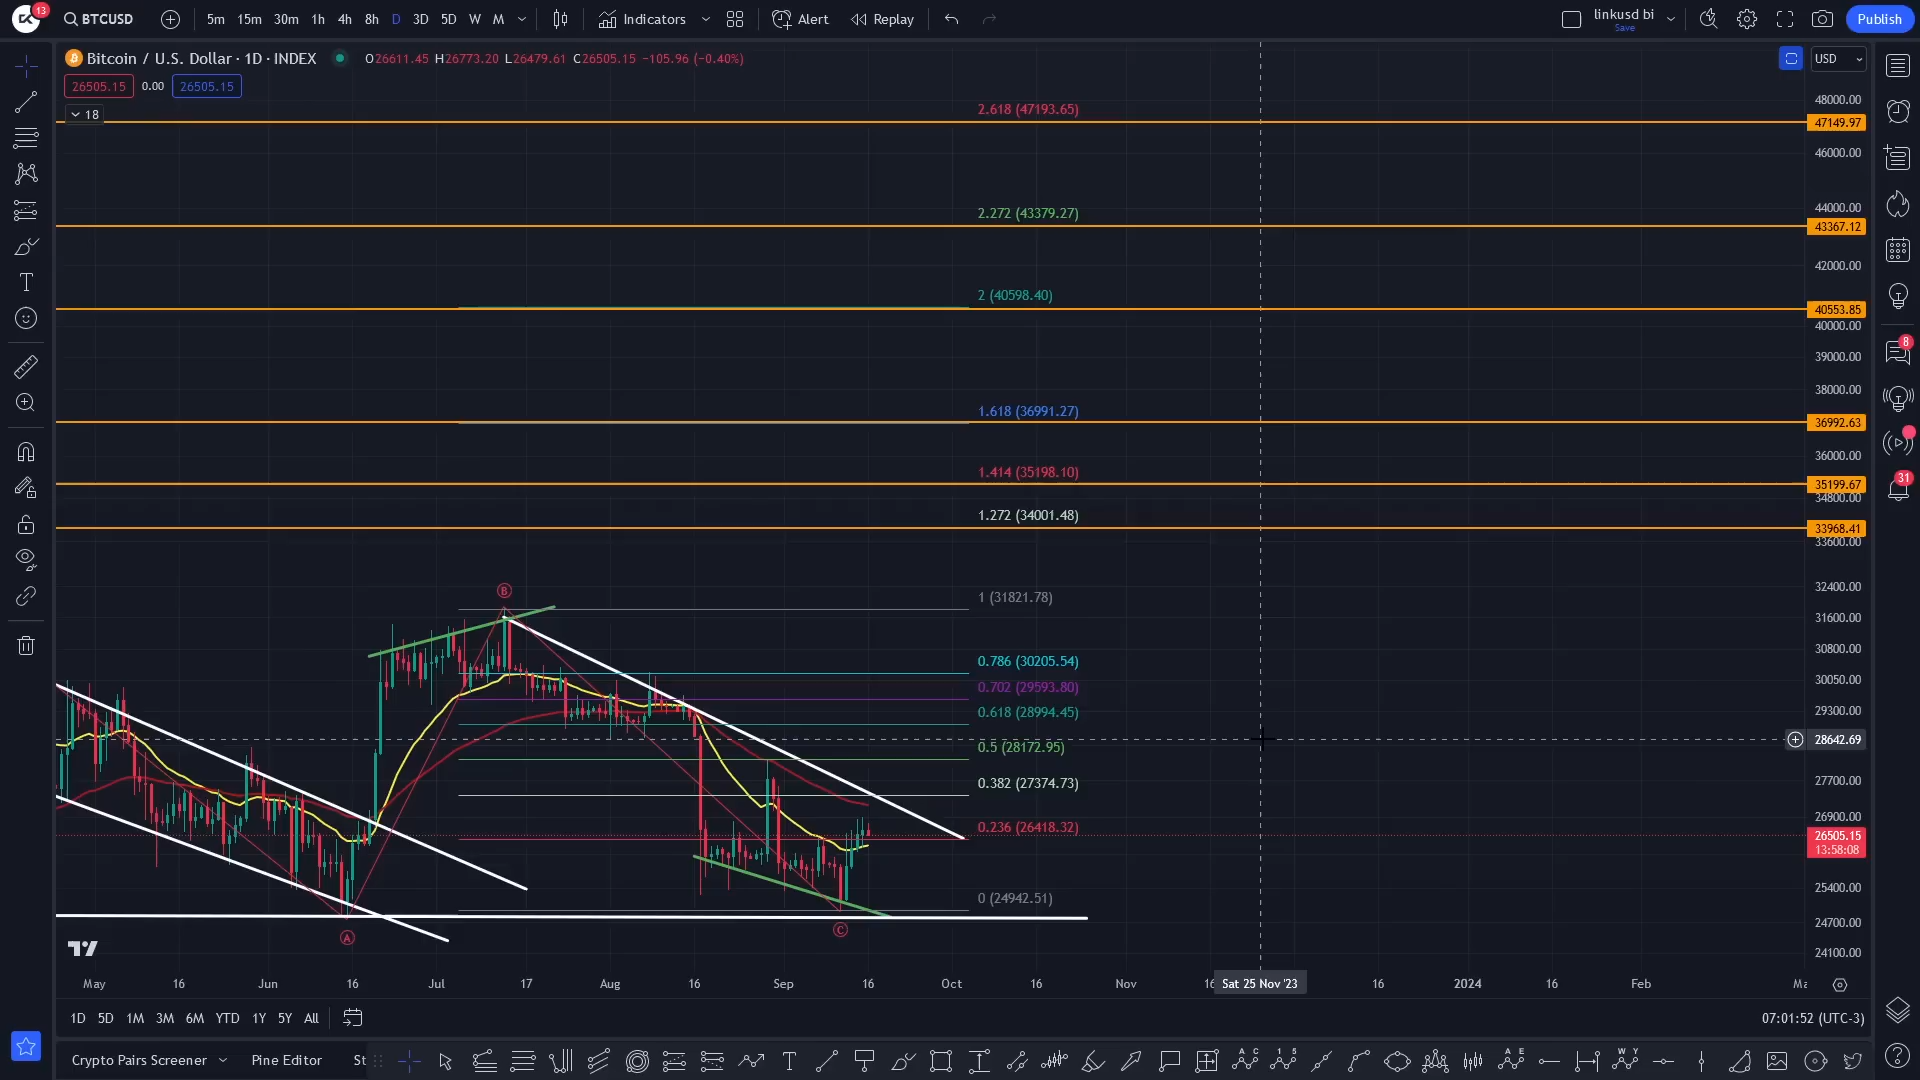 13
BTCUSD
5m 15m 30m 1h 4h 8h D 3D 5D W M
Indicators
Alert
Replay
linkusd bi
Save
Publish
Bitcoin / U.S. Dollar · 1D · INDEX
O26611.45 H26773.20 L26479.61 C26505.15 −105.96 (−0.40%)
26505.15 0.00 26505.15
18
USD
2.618 (47193.65)
2.272 (43379.27)
2 (40598.40)
1.618 (36991.27)
1.414 (35198.10)
1.272 (34001.48)
1 (31821.78)
0.786 (30205.54)
0.702 (29593.80)
0.618 (28994.45)
0.5 (28172.95)
0.382 (27374.73)
0.236 (26418.32)
0 (24942.51)
A
B
C
48000.00
47149.97
46000.00
44000.00
43367.12
42000.00
40553.85
40000.00
39000.00
38000.00
36992.63
36000.00
35199.67
34800.00
33968.41
33600.00
32400.00
31600.00
30800.00
30050.00
29300.00
28642.69
27700.00
26900.00
26505.15
13:58:08
25400.00
24700.00
24100.00
8
31
May 16 Jun 16 Jul 17 Aug 16 Sep 16 Oct 16 Nov 16 Sat 25 Nov '23 16 2024 16 Feb Ma
1D 5D 1M 3M 6M YTD 1Y 5Y All
07:01:52 (UTC-3)
Crypto Pairs Screener Pine Editor St